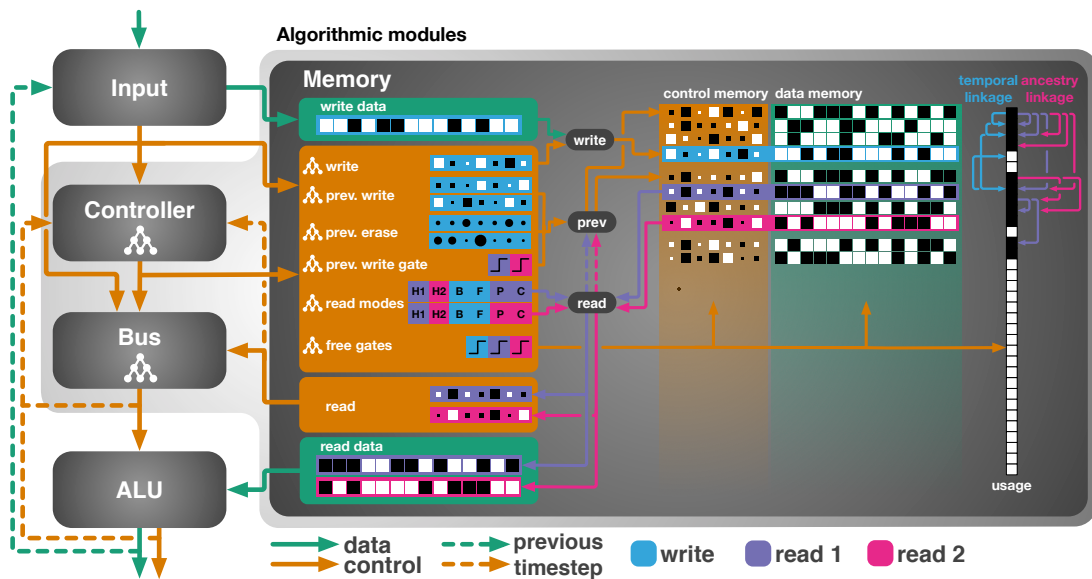 Algorithmic modules
Input
Controller
Bus
ALU
Memory
write data
write
prev. write
prev. erase
prev. write gate
read modes
H1 H2 B F P C
H1 H2 B F P C
free gates
read
read data
write
prev
read
control memory
data memory
temporal linkage
ancestry linkage
usage
data
control
previous
timestep
write
read 1
read 2